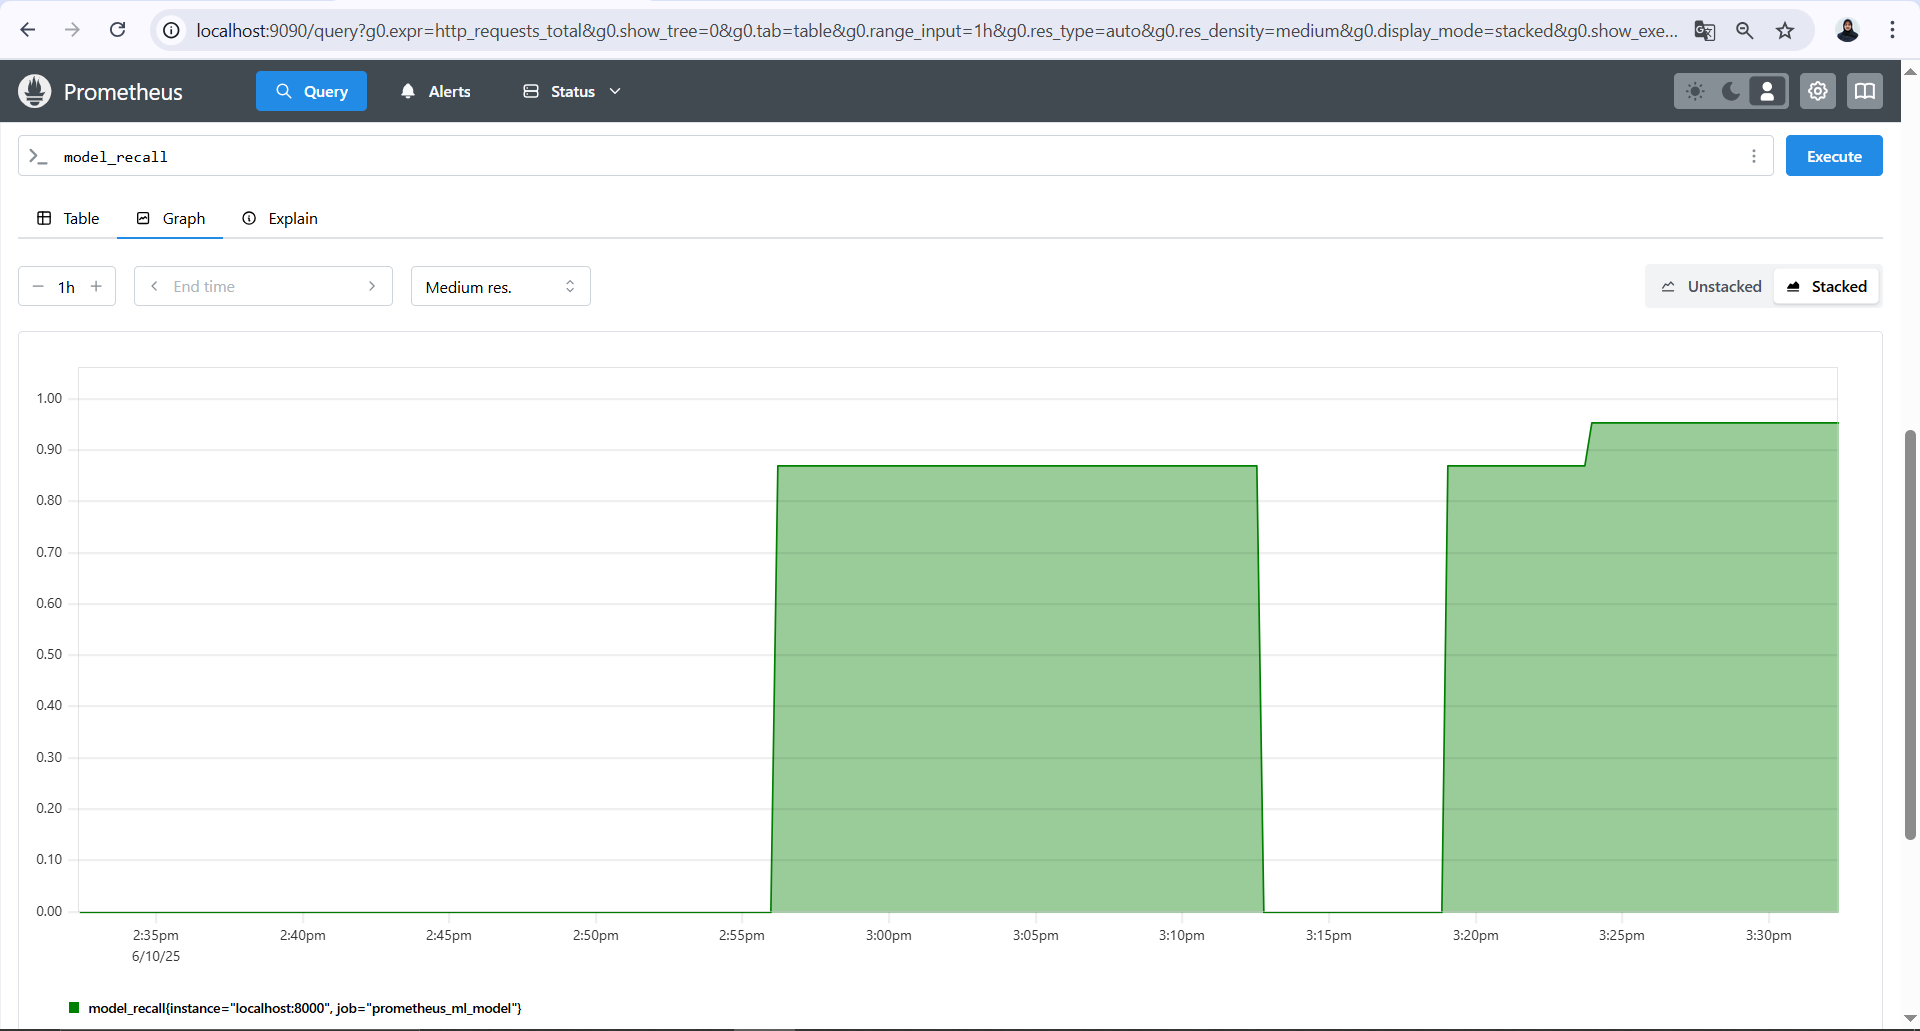 localhost:9090/query?g0.expr=http_requests_total&g0.show_tree=0&g0.tab=table&g0.range_input=1h&g0.res_type=auto&g0.res_density=medium&g0.display_mode=stacked&g0.show_exe...
Prometheus Query Alerts Status
model_recall
Execute
Table Graph Explain
1h End time Medium res. Unstacked Stacked
1.00
0.90
0.80
0.70
0.60
0.50
0.40
0.30
0.20
0.10
0.00
2:35pm 2:40pm 2:45pm 2:50pm 2:55pm 3:00pm 3:05pm 3:10pm 3:15pm 3:20pm 3:25pm 3:30pm
6/10/25
model_recall{instance="localhost:8000", job="prometheus_ml_model"}